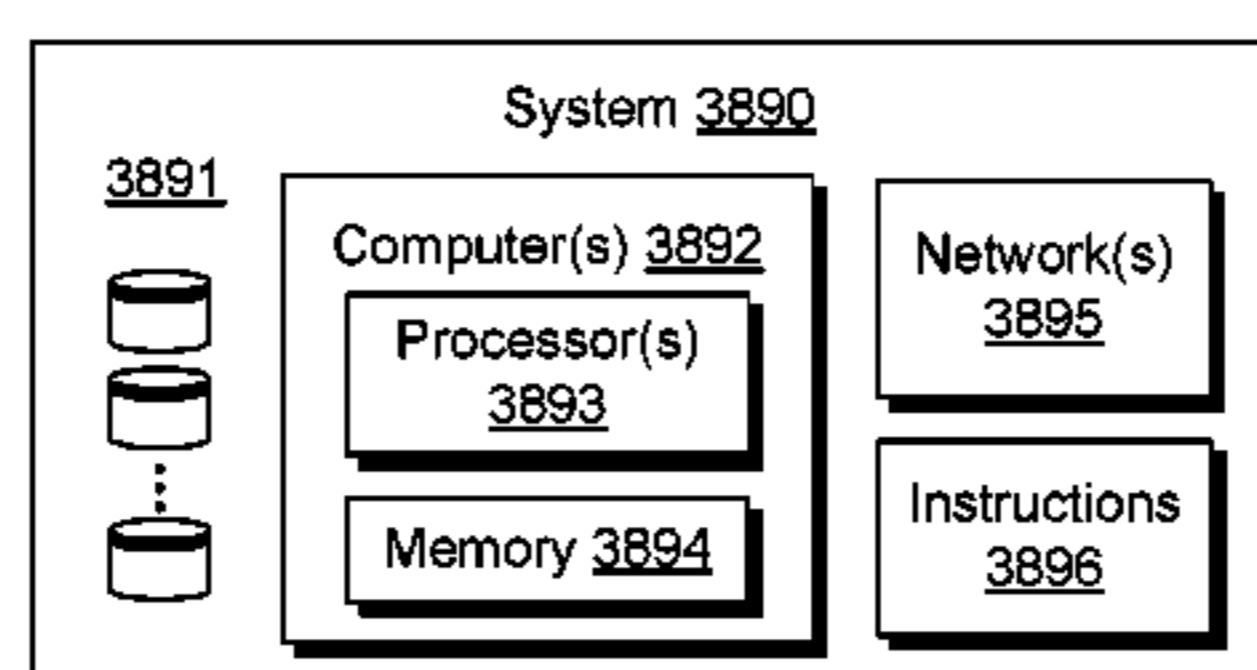 System 3890
3891
Computer(s) 3892
Processor(s)
3893
Memory 3894
Network(s)
3895
Instructions
3896